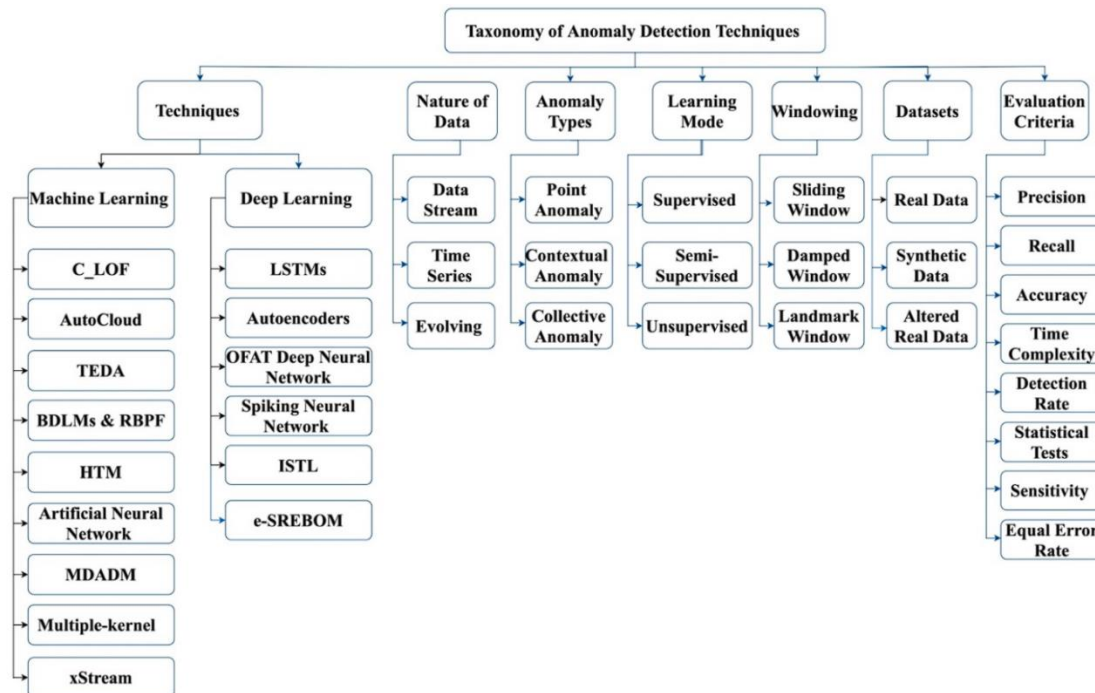 Taxonomy of Anomaly Detection Techniques
Techniques
Nature of
Data
Anomaly
Types
Learning
Mode
Windowing
Datasets
Evaluation
Criteria
Machine Learning
C_LOF
AutoCloud
TEDA
BDLMs & RBPF
HTM
Artificial Neural
Network
MDADM
Multiple-kernel
xStream
Deep Learning
LSTMs
Autoencoders
OFAT Deep Neural
Network
Spiking Neural
Network
ISTL
e-SREBOM
Data
Stream
Time
Series
Evolving
Point
Anomaly
Contextual
Anomaly
Collective
Anomaly
Supervised
Semi-
Supervised
Unsupervised
Sliding
Window
Damped
Window
Landmark
Window
Real Data
Synthetic
Data
Altered
Real Data
Precision
Recall
Accuracy
Time
Complexity
Detection
Rate
Statistical
Tests
Sensitivity
Equal Error
Rate